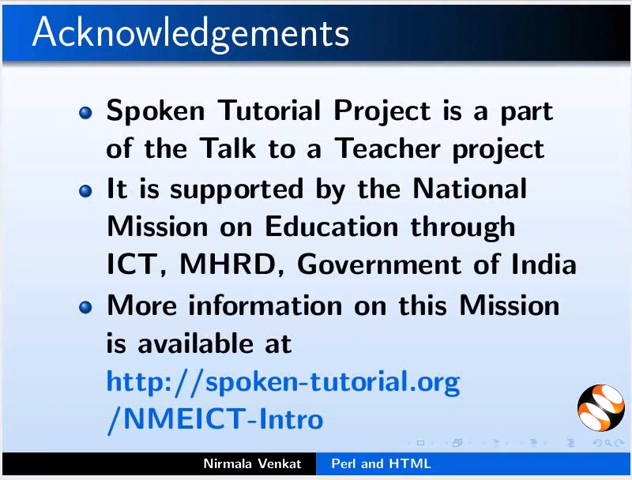 Acknowledgements
Spoken Tutorial Project is a part
of the Talk to a Teacher project
It is supported by the National
Mission on Education through
ICT, MHRD, Government of India
More information on this Mission
is available at
http://spoken-tutorial.org
/NMEICT-Intro
Nirmala Venkat Perl and HTML